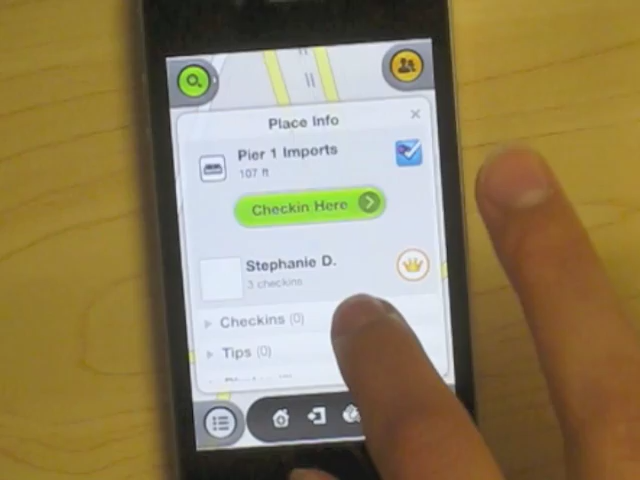 Place Info
Pier 1 Imports
107 ft
Checkin Here
Stephanie D.
3 checkins
Checkins (0)
Tips (0)